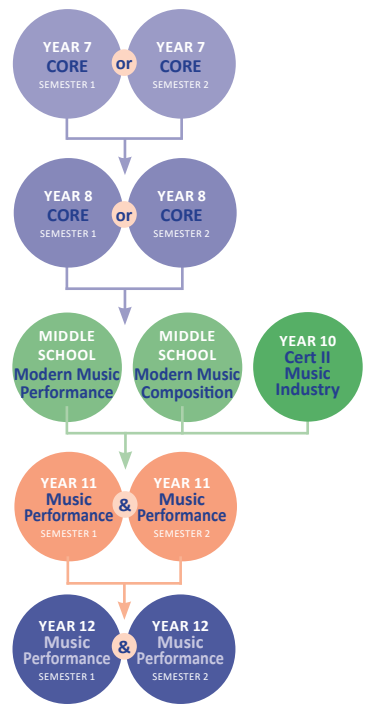 YEAR 7
CORE
SEMESTER 1
or
YEAR 7
CORE
SEMESTER 2
YEAR 8
CORE
SEMESTER 1
or
YEAR 8
CORE
SEMESTER 2
MIDDLE
SCHOOL
Modern Music
Performance
MIDDLE
SCHOOL
Modern Music
Composition
YEAR 10
Cert II
Music
Industry
YEAR 11
Music
Performance
SEMESTER 1
&
YEAR 11
Music
Performance
SEMESTER 2
YEAR 12
Music
Performance
SEMESTER 1
&
YEAR 12
Music
Performance
SEMESTER 2